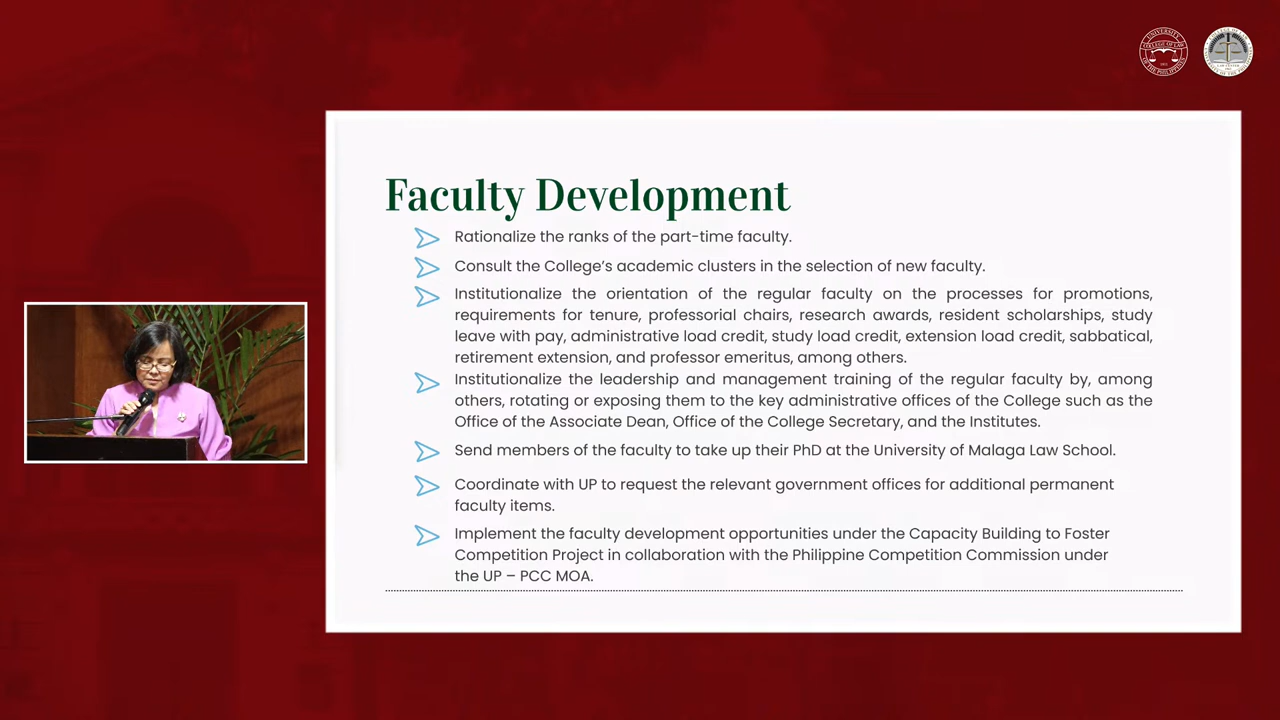 UNIVERSITY
COLLEGE OF LAW
OF THE PHILIPPINES
Faculty Development
Rationalize the ranks of the part-time faculty.
Consult the College's academic clusters in the selection of new faculty.
Institutionalize the orientation of the regular faculty on the processes for promotions,
requirements for tenure, professorial chairs, research awards, resident scholarships, study
leave with pay, administrative load credit, study load credit, extension load credit, sabbatical,
retirement extension, and professor emeritus, among others.
Institutionalize the leadership and management training of the regular faculty by, among
others, rotating or exposing them to the key administrative offices of the College such as the
Office of the Associate Dean, Office of the College Secretary, and the Institutes.
Send members of the faculty to take up their PhD at the University of Malaga Law School.
Coordinate with UP to request the relevant government offices for additional permanent
faculty items.
Implement the faculty development opportunities under the Capacity Building to Foster
Competition Project in collaboration with the Philippine Competition Commission under
the UP – PCC MOA.